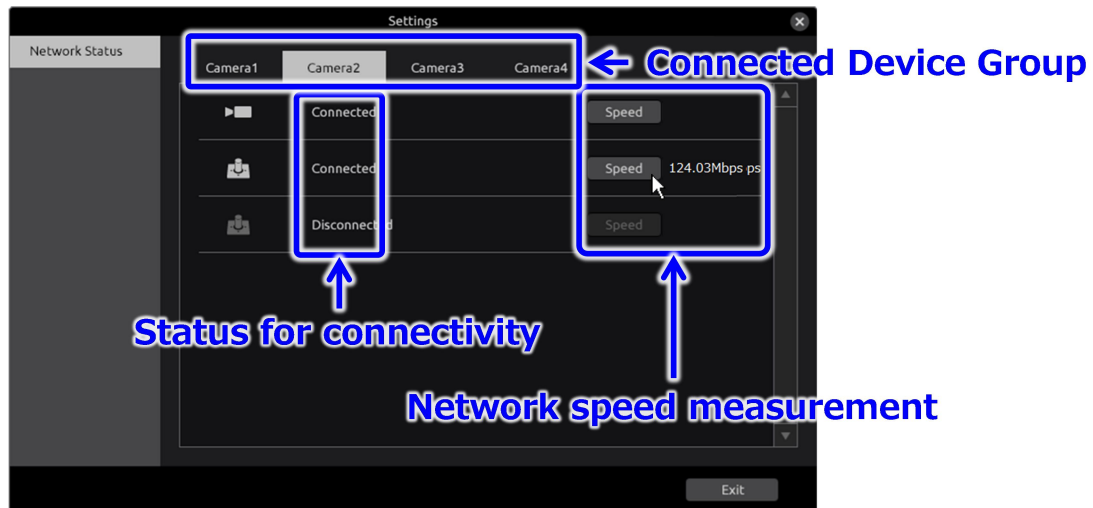 Settings
Network Status
Camera1 Camera2 Camera3 Camera4
Connected Device Group
Connected Speed
Connected Speed 124.03Mbps ps
Disconnected Speed
Status for connectivity
Network speed measurement
Exit